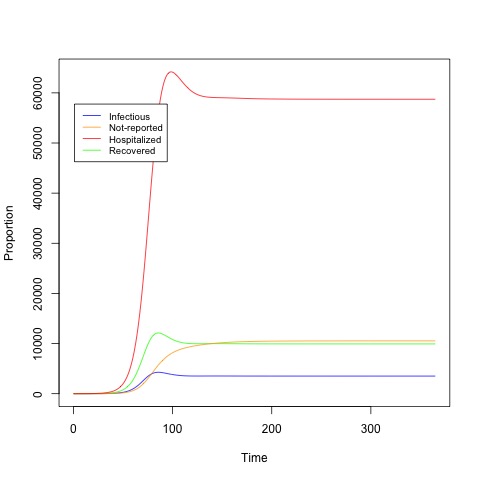 Proportion
60000
50000
40000
30000
20000
10000
0
Infectious
Not-reported
Hospitalized
Recovered
0 100 200 300
Time